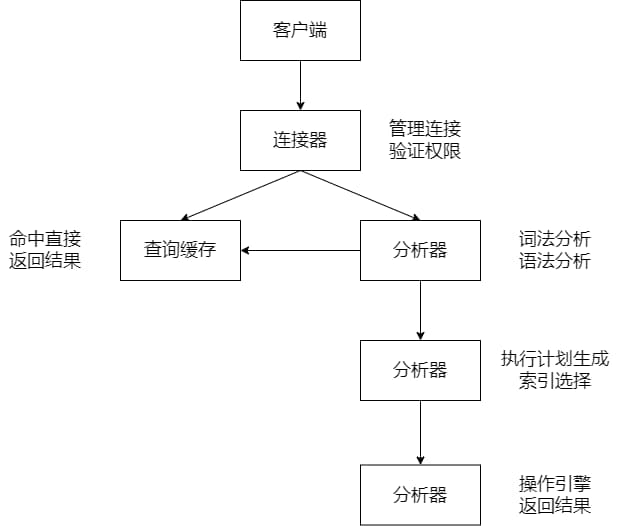 客户端
连接器
管理连接
验证权限
命中直接
返回结果
查询缓存
分析器
词法分析
语法分析
分析器
执行计划生成
索引选择
分析器
操作引擎
返回结果